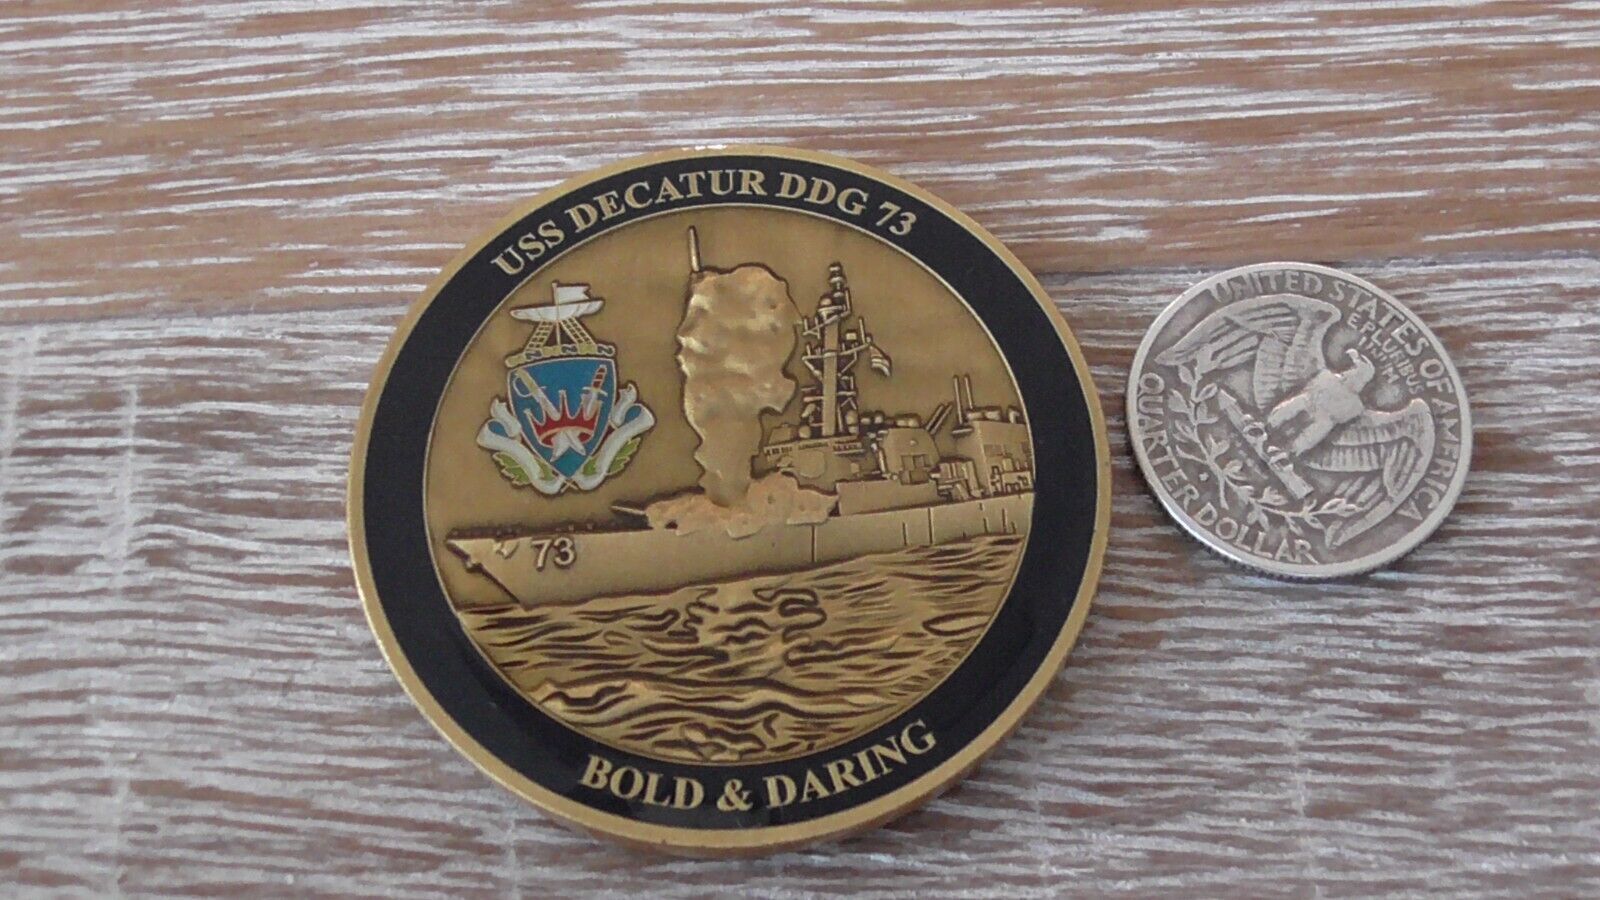 USS DECATUR DDG 73
73
BOLD & DARING
UNITED STATES OF AMERICA
E PLURIBUS
UNUM
QUARTER DOLLAR